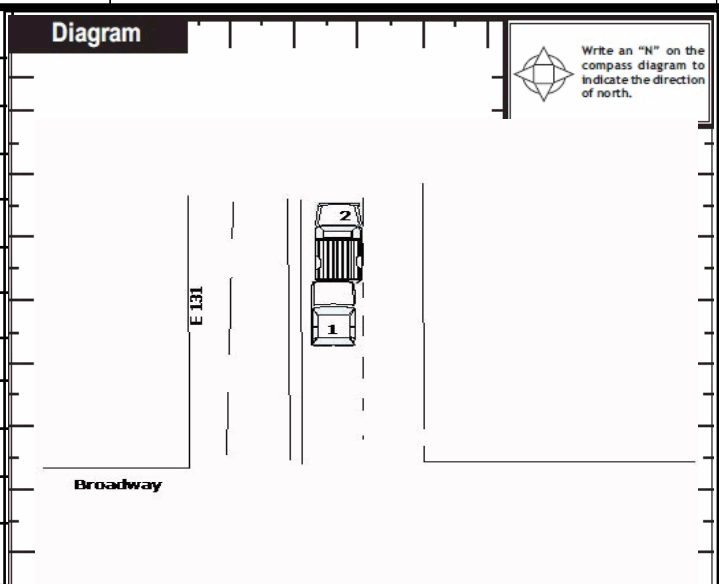 Diagram
Write an “N” on the
compass diagram to
indicate the direction
of north.
2
E 131
1
Broadway